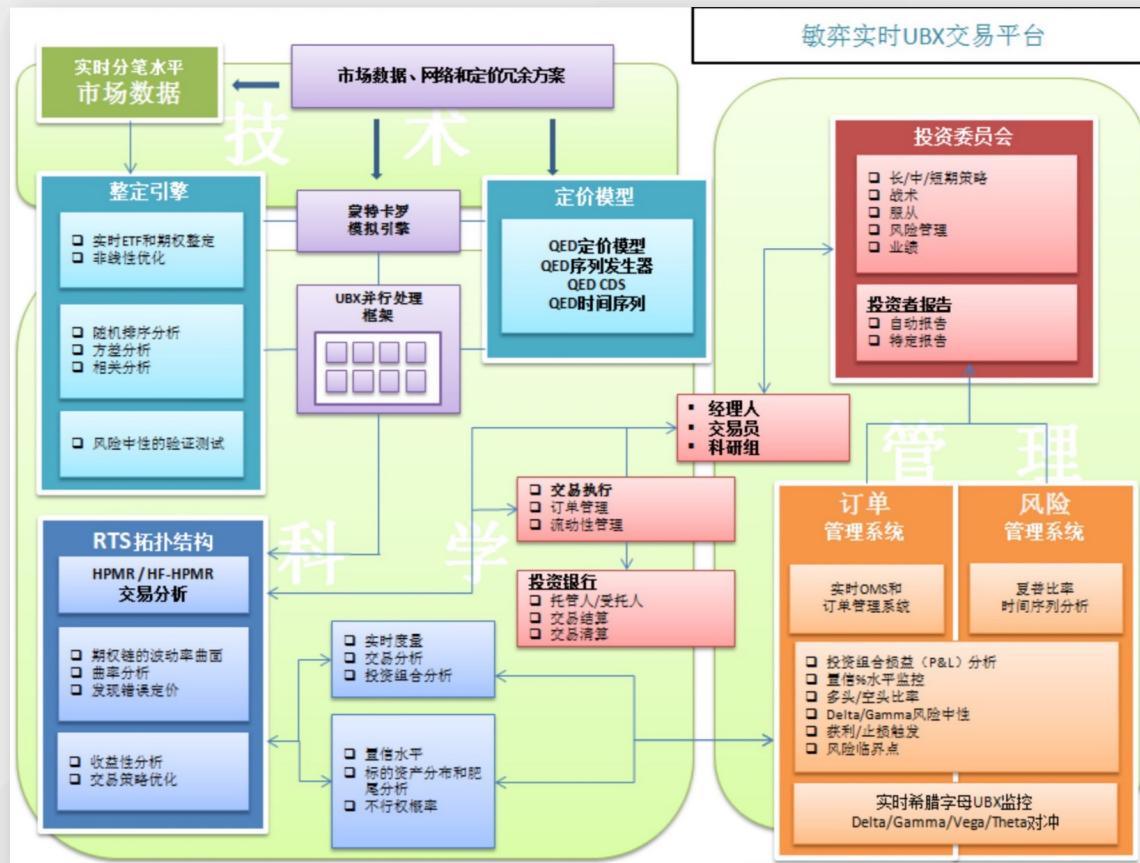 敏弈实时UBX交易平台
实时分笔水平
市场数据
市场数据、网络和定价冗余方案
技 术
整定引擎
实时ETF和期权整定
非线性优化
随机排序分析
方差分析
相关分析
风险中性的验证测试
蒙特卡罗
模拟引擎
UBX并行处理
框架
定价模型
QED定价模型
QED序列发生器
QED CDS
QED时间序列
投资委员会
长/中/短期策略
战术
服从
风险管理
业绩
投资者报告
自动报告
特定报告
经理人
交易员
科研组
管 理
交易执行
订单管理
流动性管理
投资银行
托管人/受托人
交易结算
交易清算
科 学
RTS拓扑结构
HPMR / HF-HPMR
交易分析
期权链的波动率曲面
曲率分析
发现错误定价
收益性分析
交易策略优化
实时度量
交易分析
投资组合分析
置信水平
标的资产分布和肥
尾分析
不行权概率
订单
管理系统
风险
管理系统
实时OMS和
订单管理系统
夏普比率
时间序列分析
投资组合损益（P&L）分析
置信%水平监控
多头/空头比率
Delta/Gamma风险中性
获利/止损触发
风险临界点
实时希腊字母UBX监控
Delta/Gamma/Vega/Theta对冲